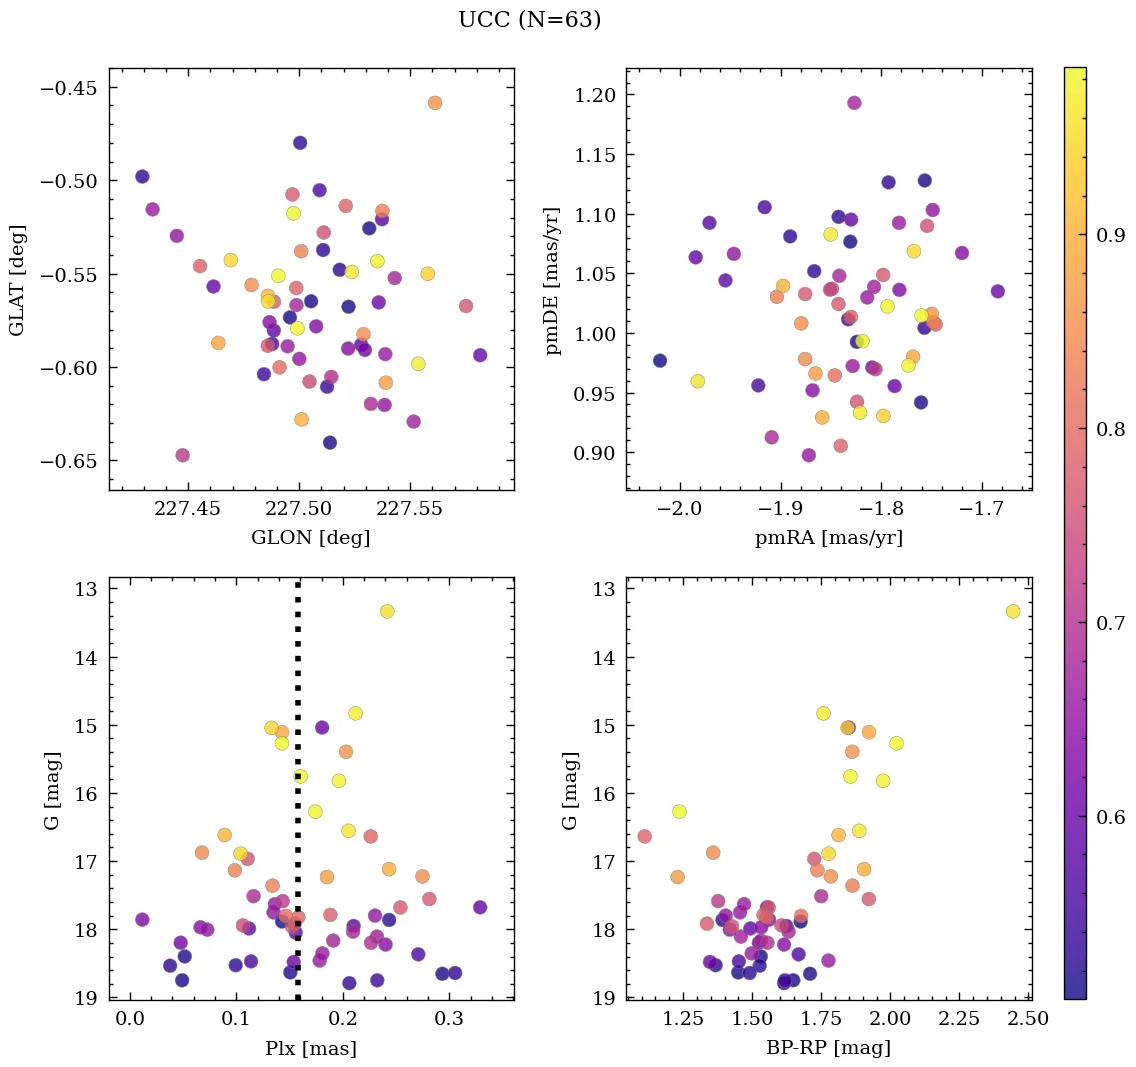 UCC (N=63)
−0.45
−0.50
−0.55
−0.60
−0.65
GLAT [deg]
227.45 227.50 227.55
GLON [deg]
1.20
1.15
1.10
1.05
1.00
0.95
0.90
pmDE [mas/yr]
−2.0 −1.9 −1.8 −1.7
pmRA [mas/yr]
13
14
15
16
17
18
19
G [mag]
0.0 0.1 0.2 0.3
Plx [mas]
13
14
15
16
17
18
19
G [mag]
1.25 1.50 1.75 2.00 2.25 2.50
BP-RP [mag]
0.9
0.8
0.7
0.6